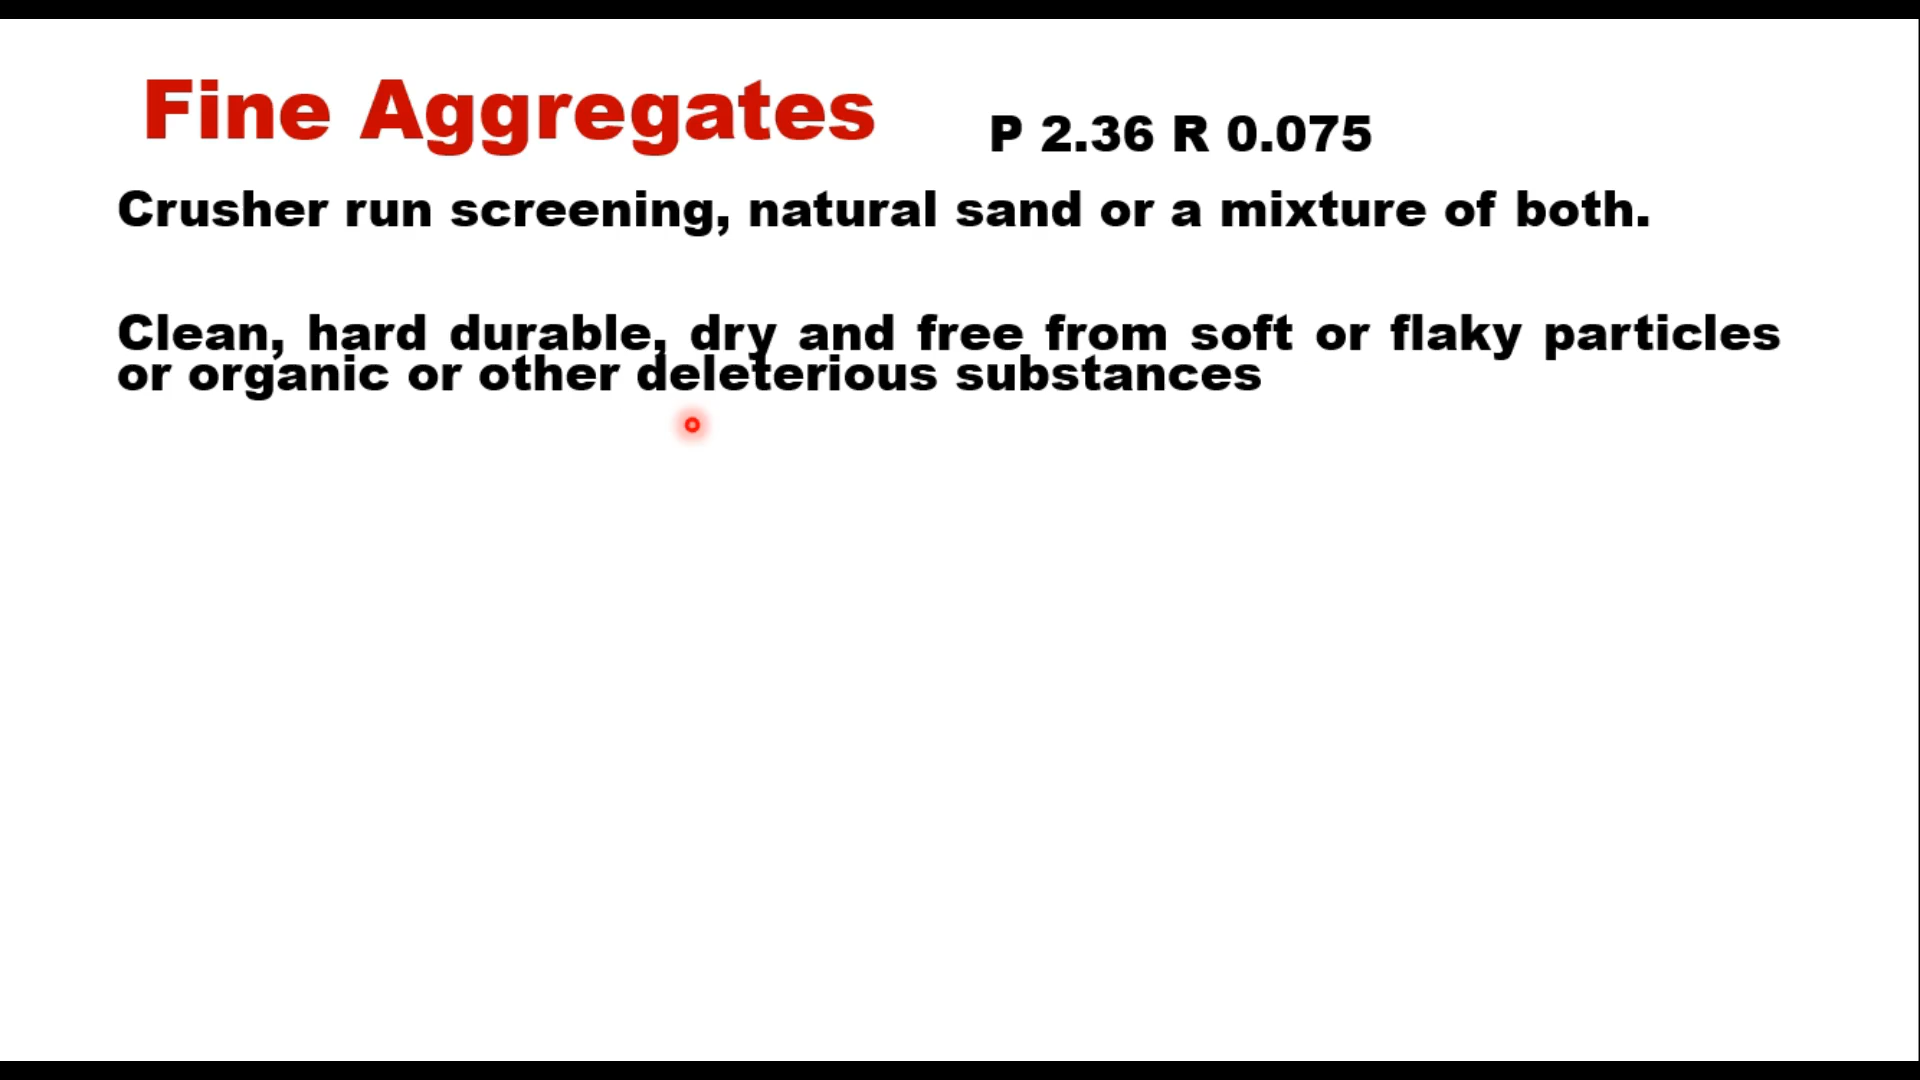 Fine Aggregates P 2.36 R 0.075
Crusher run screening, natural sand or a mixture of both.
Clean, hard durable, dry and free from soft or flaky particles
or organic or other deleterious substances